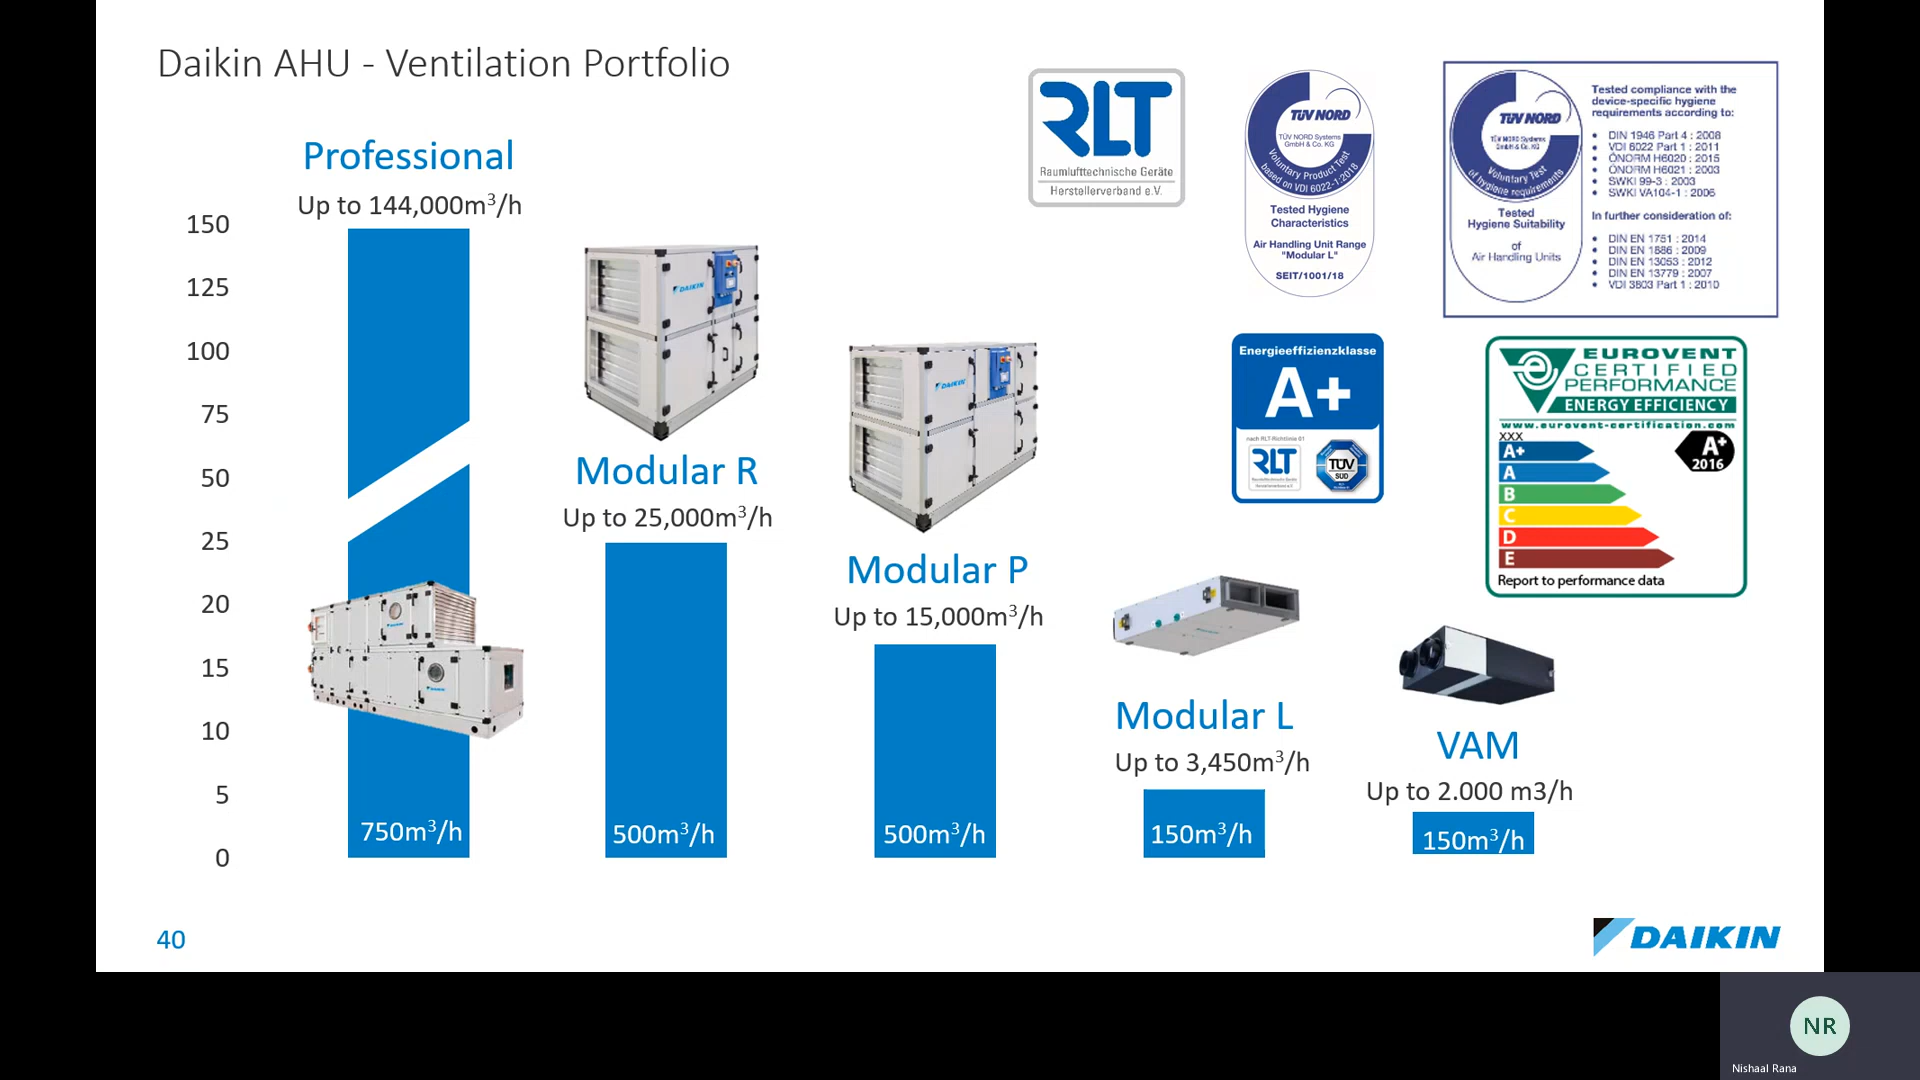 Daikin AHU - Ventilation Portfolio
Professional
Up to 144,000m³/h
150
125
100
75
50
25
20
15
10
5
0
750m³/h
DAIKIN
Modular R
Up to 25,000m³/h
500m³/h
DAIKIN
Modular P
Up to 15,000m³/h
500m³/h
Modular L
Up to 3,450m³/h
150m³/h
VAM
Up to 2.000 m3/h
150m³/h
RLT
Raumlufttechnische Geräte
Herstellerverband e.V.
TÜV NORD
TÜV NORD Systems
GmbH & Co. KG
Voluntary Product Test
based on VDI 6022-1:2018
Tested Hygiene
Characteristics
Air Handling Unit Range
"Modular L"
SEIT/1001/18
TÜV NORD
TÜV NORD Systems
GmbH & Co. KG
Voluntary Test
of hygiene requirements
Tested
Hygiene Suitability
of
Air Handling Units
Tested compliance with the
device-specific hygiene
requirements according to:
• DIN 1946 Part 4 : 2008
• VDI 6022 Part 1 : 2011
• ÖNORM H6020 : 2015
• ÖNORM H6021 : 2003
• SWKI 99-3 : 2003
• SWKI VA104-1 : 2006
In further consideration of:
• DIN EN 1751 : 2014
• DIN EN 1886 : 2009
• DIN EN 13053 : 2012
• DIN EN 13779 : 2007
• VDI 3803 Part 1 : 2010
Energieeffizienzklasse
A+
nach RLT-Richtlinie 01
RLT
TÜV
SÜD
EUROVENT
CERTIFIED
PERFORMANCE
ENERGY EFFICIENCY
www.eurovent-certification.com
XXX
A+
A
B
C
D
E
A+
2016
Report to performance data
40
DAIKIN
NR
Nishaal Rana